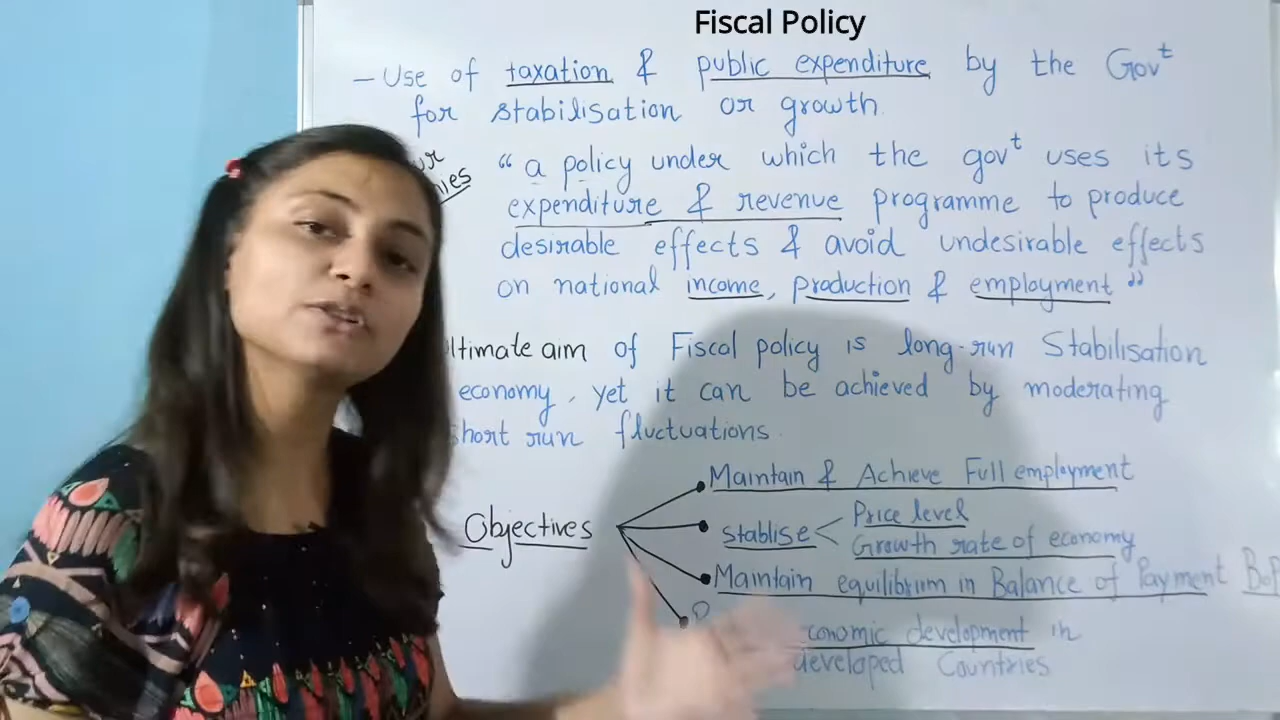 Fiscal Policy
– Use of taxation & public expenditure by the Govt
for stabilisation or growth.
“ a policy under which the govt uses its
expenditure & revenue programme to produce
desirable effects & avoid undesirable effects
on national income, production & employment ”
ltimate aim of Fiscal policy is long-run Stabilisation
economy, yet it can be achieved by moderating
hort run fluctuations.
Objectives
Maintain & Achieve Full employment
Stablise < Price level
Growth rate of economy
Maintain equilibrium in Balance of Payment BoP
conomic development in
developed Countries